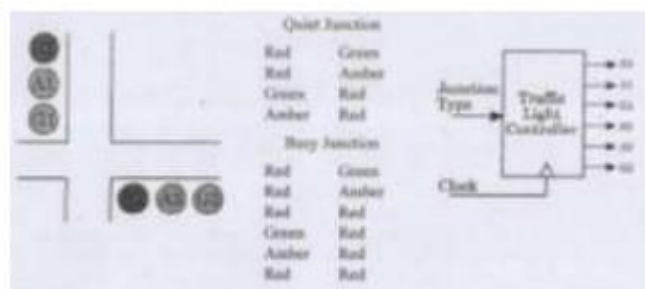 Quiet Junction
Red Green
Red Amber
Green Red
Amber Red
Busy Junction
Red Green
Red Amber
Red Red
Green Red
Amber Red
Red Red
Junction
Type
Traffic
Light
Controller
Clock